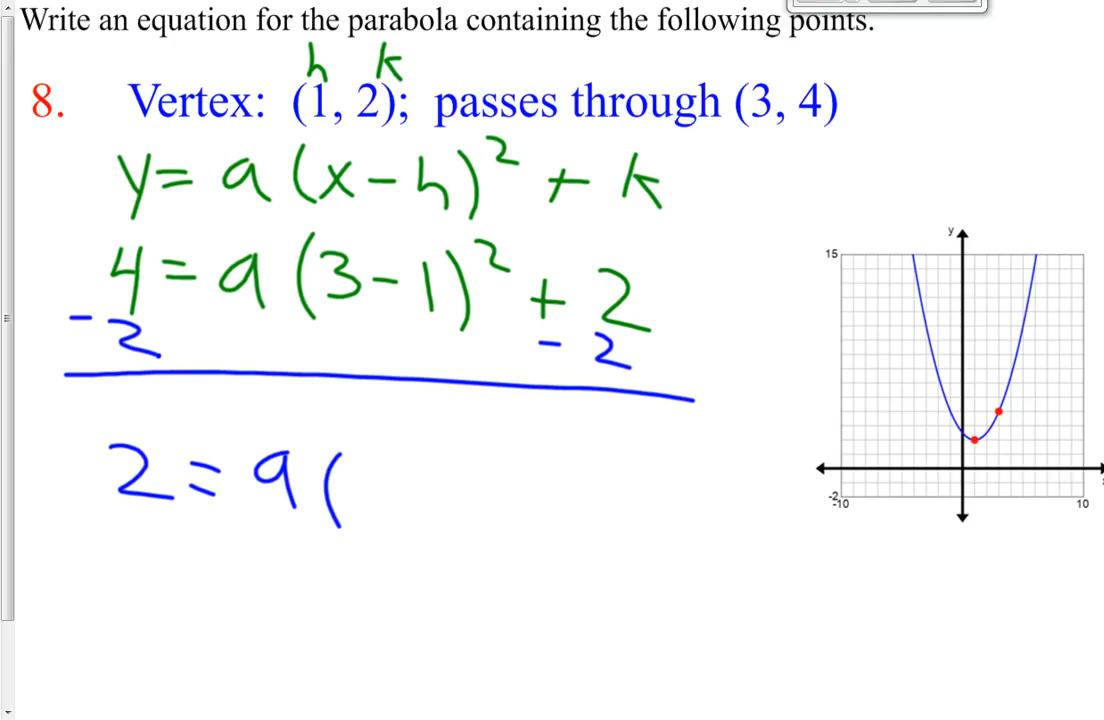 Write an equation for the parabola containing the following points.
h k
8. Vertex: (1, 2); passes through (3, 4)
y = a (x - h)² + k
4 = a (3 - 1)² + 2
- 2 - 2
2 = a (
y
15
-2
-10 10